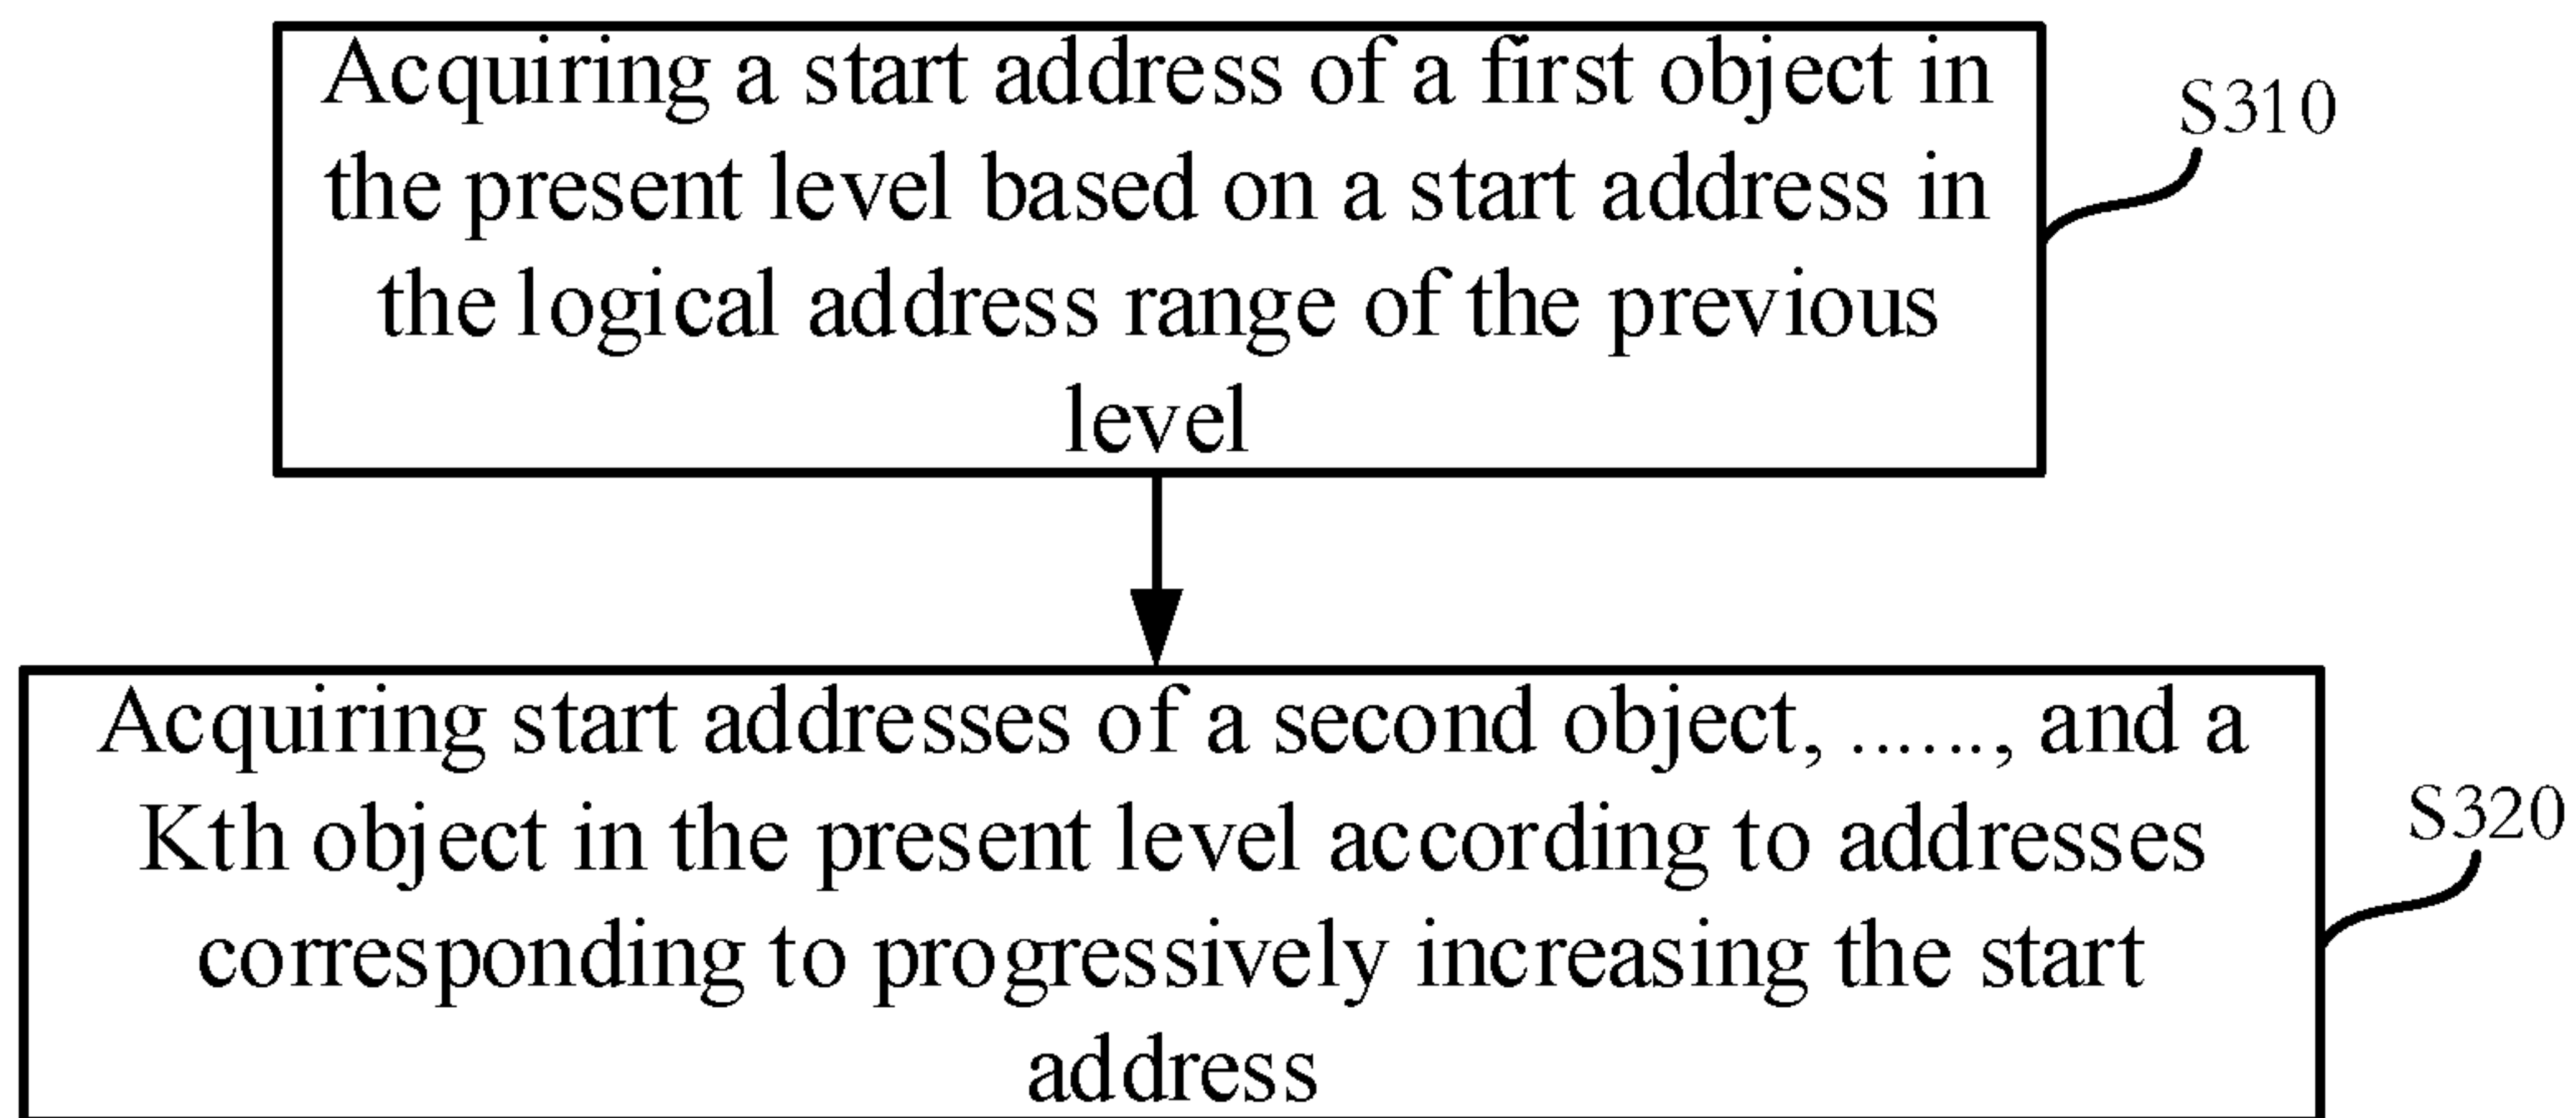 Acquiring a start address of a first object in
the present level based on a start address in
the logical address range of the previous
level
S310
Acquiring start addresses of a second object, ......, and a
Kth object in the present level according to addresses
corresponding to progressively increasing the start
address
S320